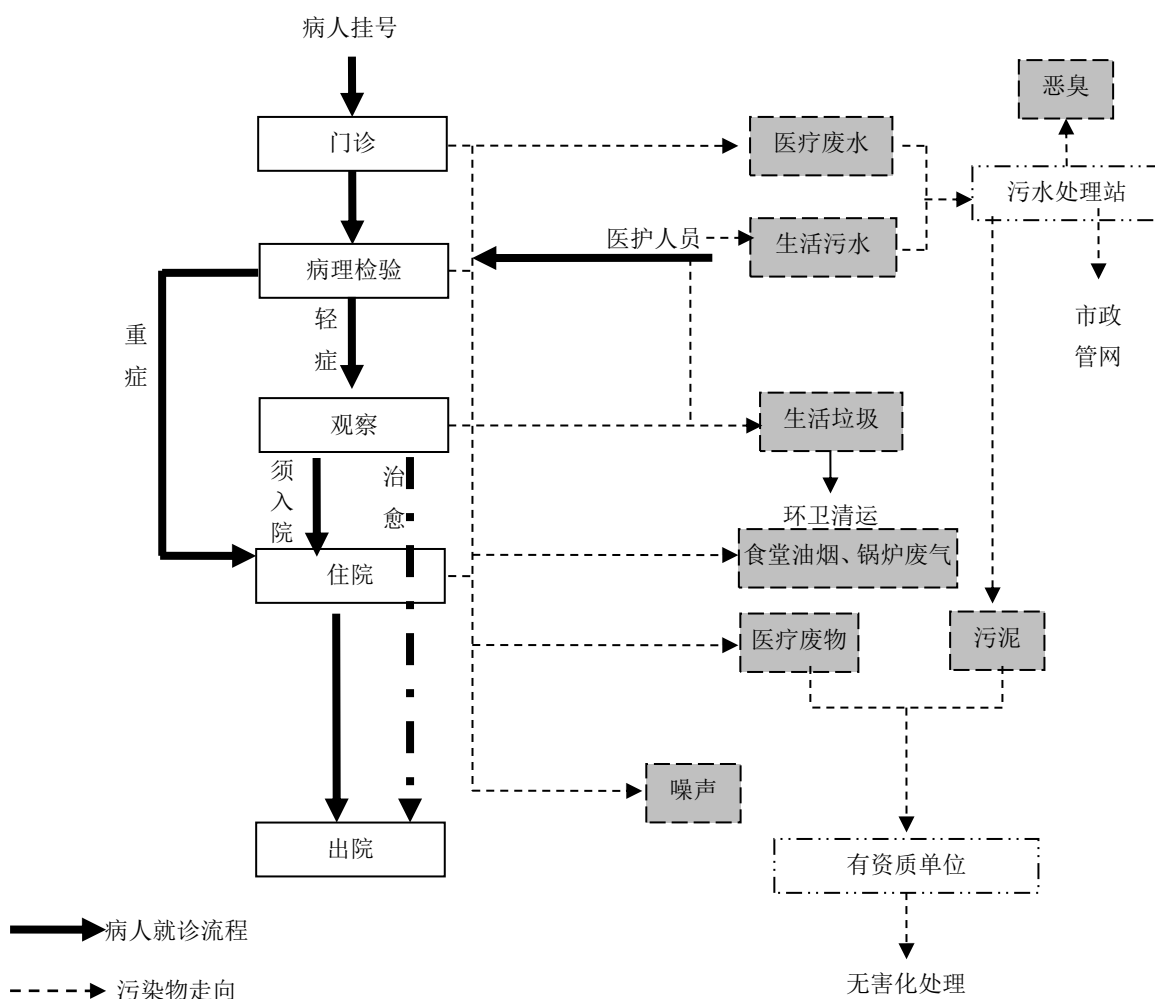 病人挂号
恶臭
门诊
医疗废水
污水处理站
医护人员
生活污水
病理检验
轻
症
重
症
市政
管网
观察
生活垃圾
须
入
院
治
愈
环卫清运
食堂油烟、锅炉废气
住院
医疗废物
污泥
噪声
出院
有资质单位
病人就诊流程
无害化处理
污染物走向